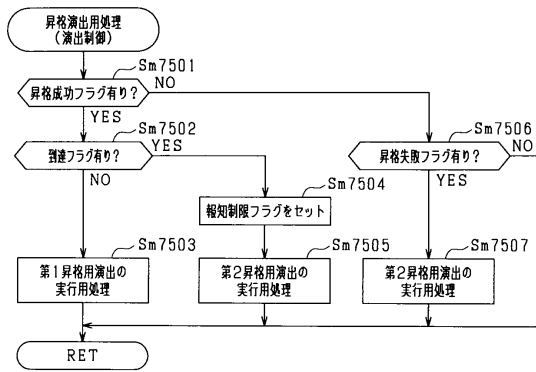 昇格演出用処理
(演出制御)
Sm7501
昇格成功フラグ有り?
NO
YES
Sm7502
到達フラグ有り?
YES
NO
Sm7506
昇格失敗フラグ有り?
NO
YES
Sm7504
報知制限フラグをセット
Sm7503
第1昇格用演出の
実行用処理
Sm7505
第2昇格用演出の
実行用処理
Sm7507
第2昇格用演出の
実行用処理
RET